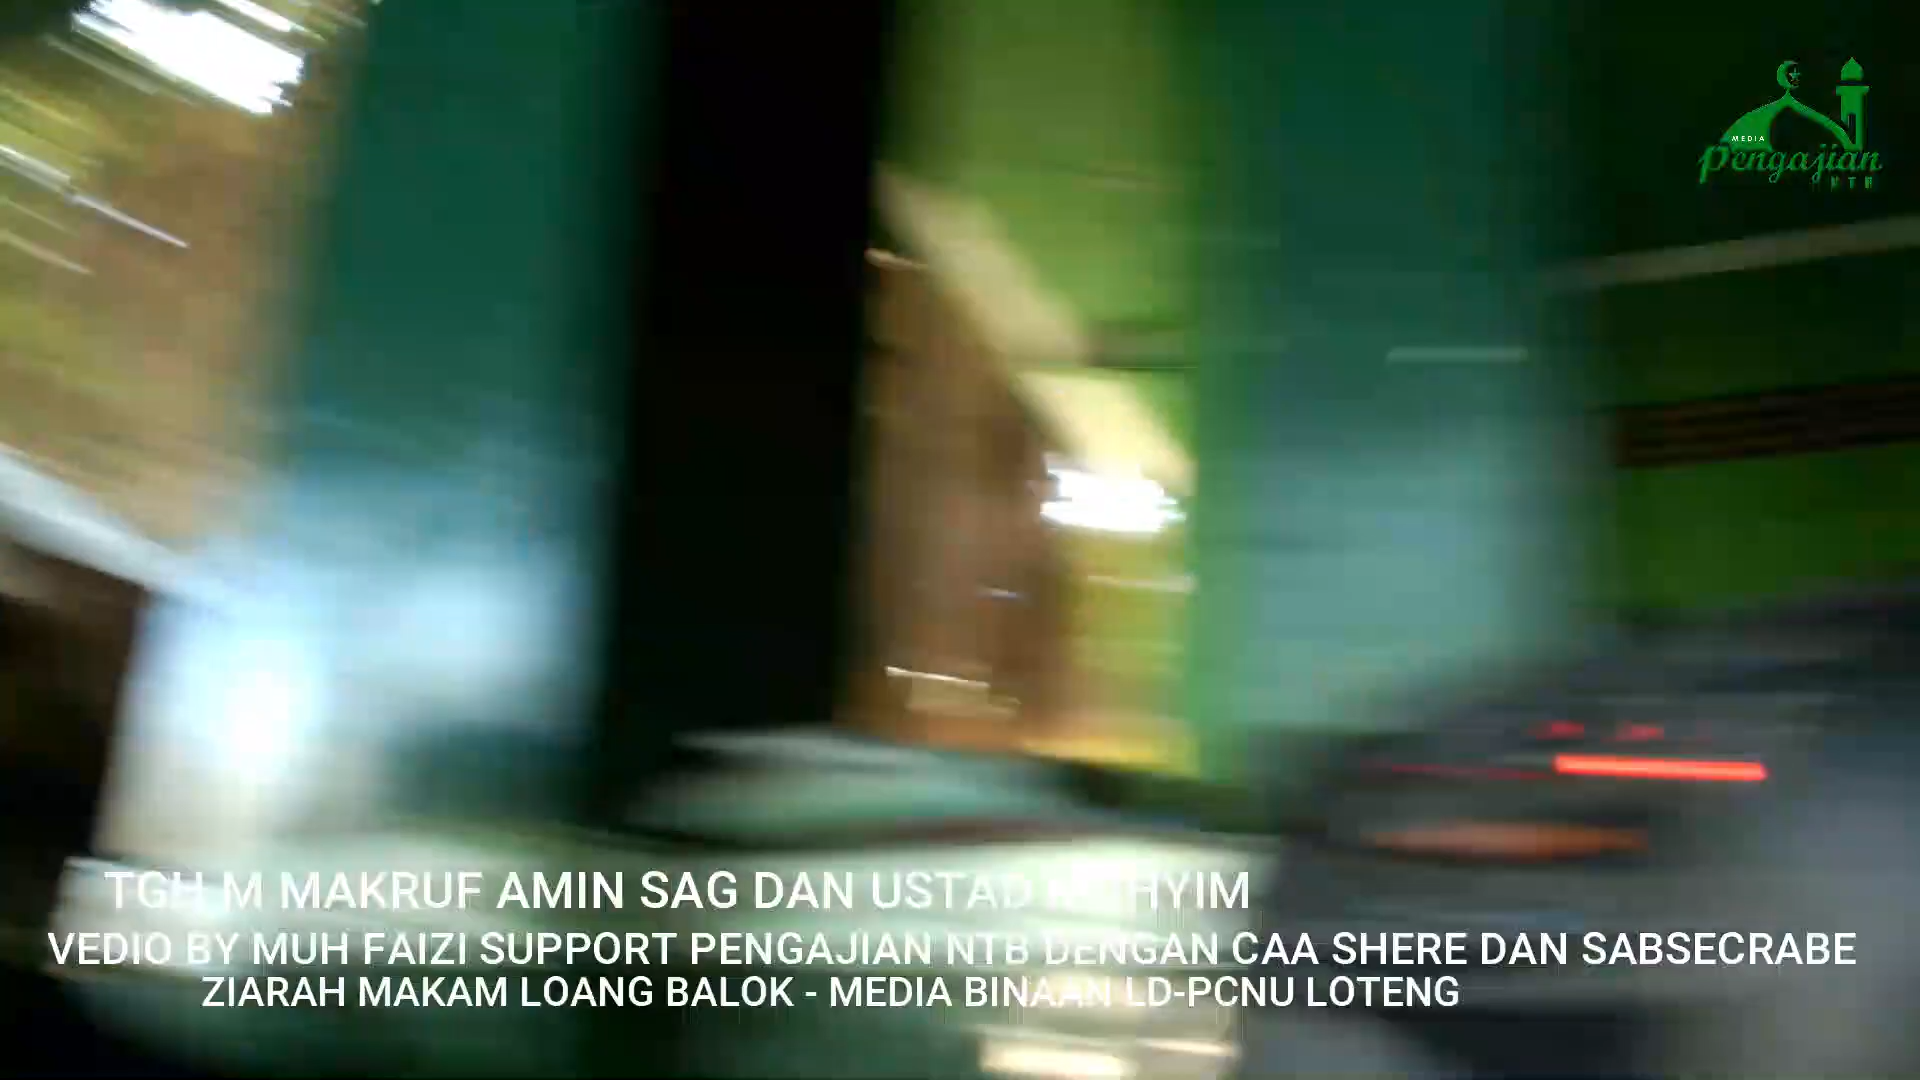 MEDIA
Pengajian
NTB
TGH M MAKRUF AMIN SAG DAN USTAD
VEDIO BY MUH FAIZI SUPPORT PENGAJIAN NTB DENGAN CAA SHERE DAN SABSECRABE
ZIARAH MAKAM LOANG BALOK - MEDIA BINAAN LD-PCNU LOTENG